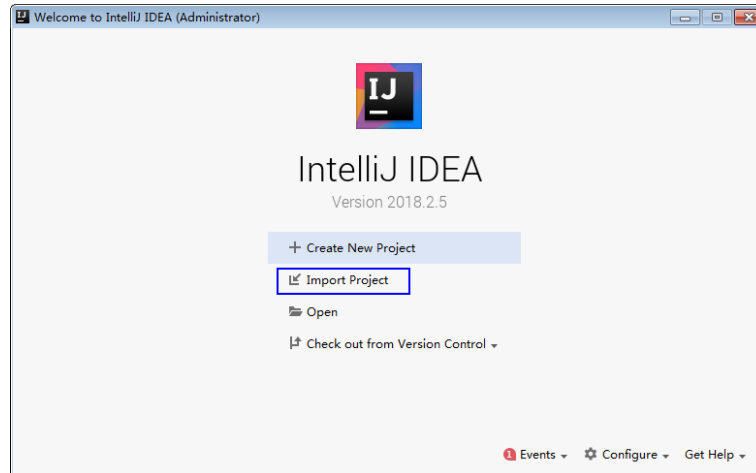 Welcome to IntelliJ IDEA (Administrator)
IJ
IntelliJ IDEA
Version 2018.2.5
Create New Project
Import Project
Open
Check out from Version Control
1 Events Configure Get Help